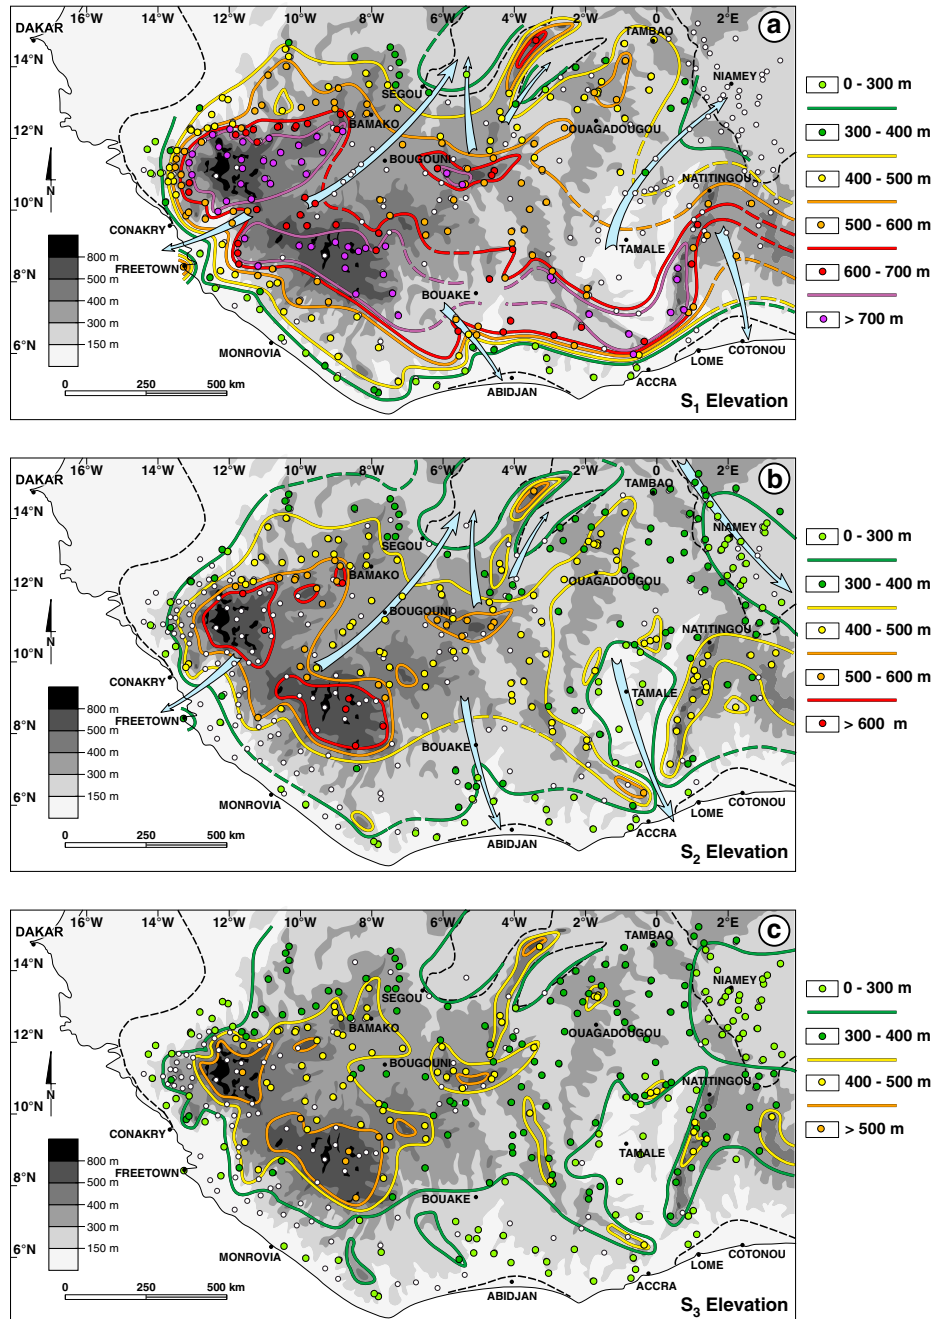 16°W 14°W 12°W 10°W 8°W 6°W 4°W 2°W 0 2°E
a
DAKAR
14°N
12°N
10°N
8°N
6°N
N
TAMBAO
NIAMEY
SEGOU
BAMAKO
OUAGADOUGOU
BOUGOUNI
NATITINGOU
CONAKRY
TAMALE
FREETOWN
BOUAKE
MONROVIA
LOME
COTONOU
ACCRA
ABIDJAN
800 m
500 m
400 m
300 m
150 m
0 250 500 km
S1 Elevation
0 - 300 m
300 - 400 m
400 - 500 m
500 - 600 m
600 - 700 m
> 700 m
16°W 14°W 12°W 10°W 8°W 6°W 4°W 2°W 0 2°E
b
DAKAR
14°N
12°N
10°N
8°N
6°N
N
TAMBAO
NIAMEY
SEGOU
BAMAKO
OUAGADOUGOU
BOUGOUNI
NATITINGOU
CONAKRY
TAMALE
FREETOWN
BOUAKE
MONROVIA
LOME
COTONOU
ACCRA
ABIDJAN
800 m
500 m
400 m
300 m
150 m
0 250 500 km
S2 Elevation
0 - 300 m
300 - 400 m
400 - 500 m
500 - 600 m
> 600 m
16°W 14°W 12°W 10°W 8°W 6°W 4°W 2°W 0 2°E
c
DAKAR
14°N
12°N
10°N
8°N
6°N
N
TAMBAO
NIAMEY
SEGOU
BAMAKO
OUAGADOUGOU
BOUGOUNI
NATITINGOU
CONAKRY
TAMALE
FREETOWN
BOUAKE
MONROVIA
LOME
COTONOU
ACCRA
ABIDJAN
800 m
500 m
400 m
300 m
150 m
0 250 500 km
S3 Elevation
0 - 300 m
300 - 400 m
400 - 500 m
> 500 m